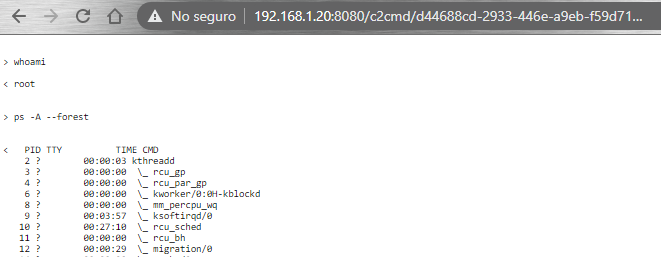 No seguro 192.168.1.20:8080/c2cmd/d44688cd-2933-446e-a9eb-f59d71...
> whoami
< root
> ps -A --forest
< PID TTY TIME CMD
2 ? 00:00:03 kthreadd
3 ? 00:00:00 \_ rcu_gp
4 ? 00:00:00 \_ rcu_par_gp
6 ? 00:00:00 \_ kworker/0:0H-kblockd
8 ? 00:00:00 \_ mm_percpu_wq
9 ? 00:03:57 \_ ksoftirqd/0
10 ? 00:27:10 \_ rcu_sched
11 ? 00:00:00 \_ rcu_bh
12 ? 00:00:29 \_ migration/0